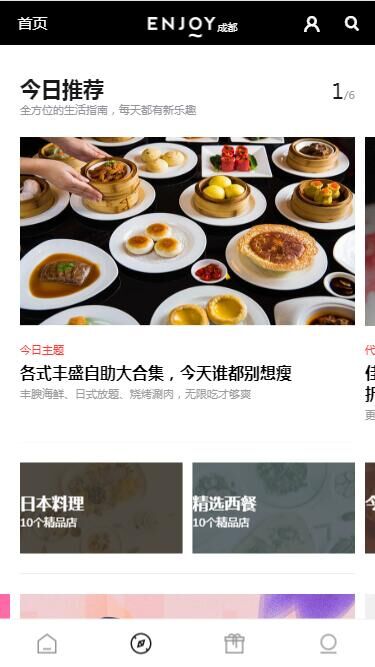 首页
ENJOY 成都
今日推荐
1/6
全方位的生活指南，每天都有新乐趣
今日主题
代
各式丰盛自助大合集，今天谁都别想瘦
佳
折
丰腴海鲜、日式放题、烧烤涮肉，无限吃才够爽
更
日本料理
10个精品店
精选西餐
10个精品店
今